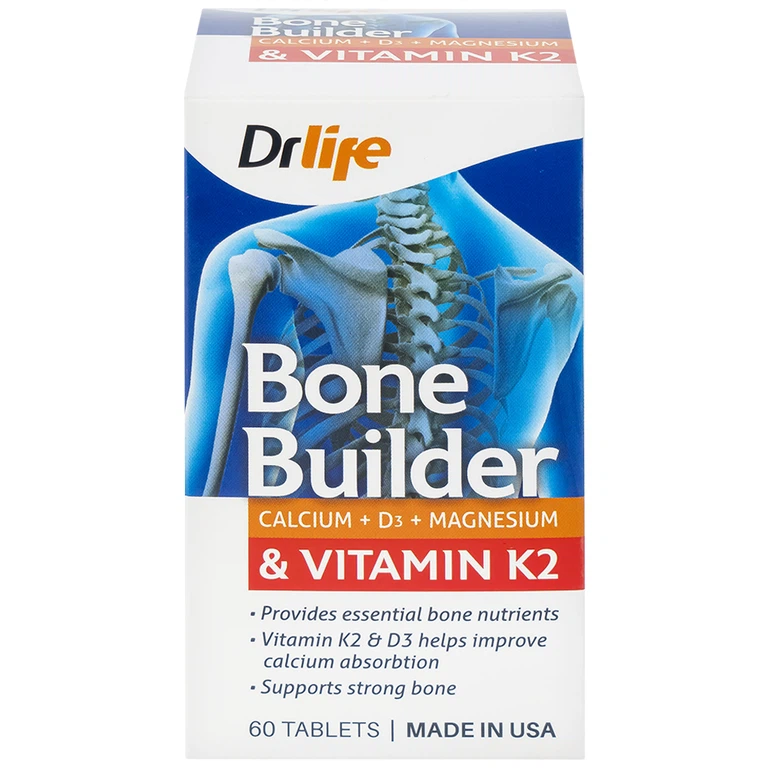 Bone
Builder
CALCIUM + D3 + MAGNESIUM
& VITAMIN K2
Drlife
Bone
Builder
CALCIUM + D3 + MAGNESIUM
& VITAMIN K2
• Provides essential bone nutrients
• Vitamin K2 & D3 helps improve
calcium absorbtion
• Supports strong bone
60 TABLETS | MADE IN USA